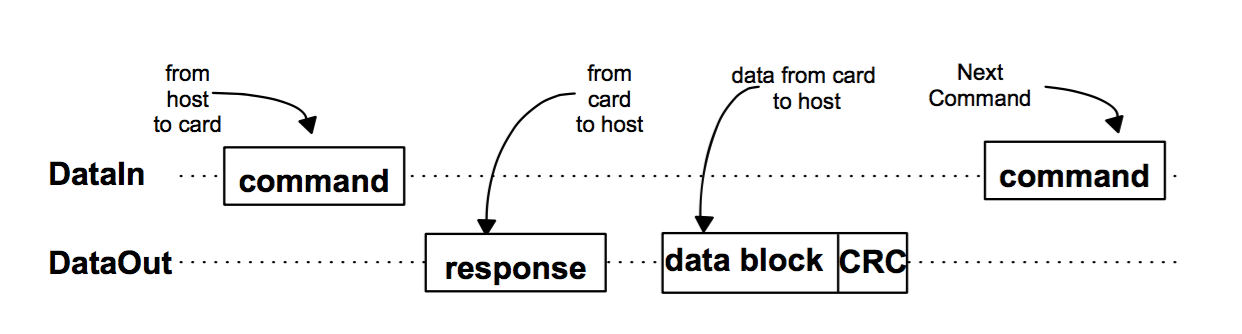 from
host
to card
from
card
to host
data from card
to host
Next
Command
DataIn
command
command
DataOut
response
data block
CRC